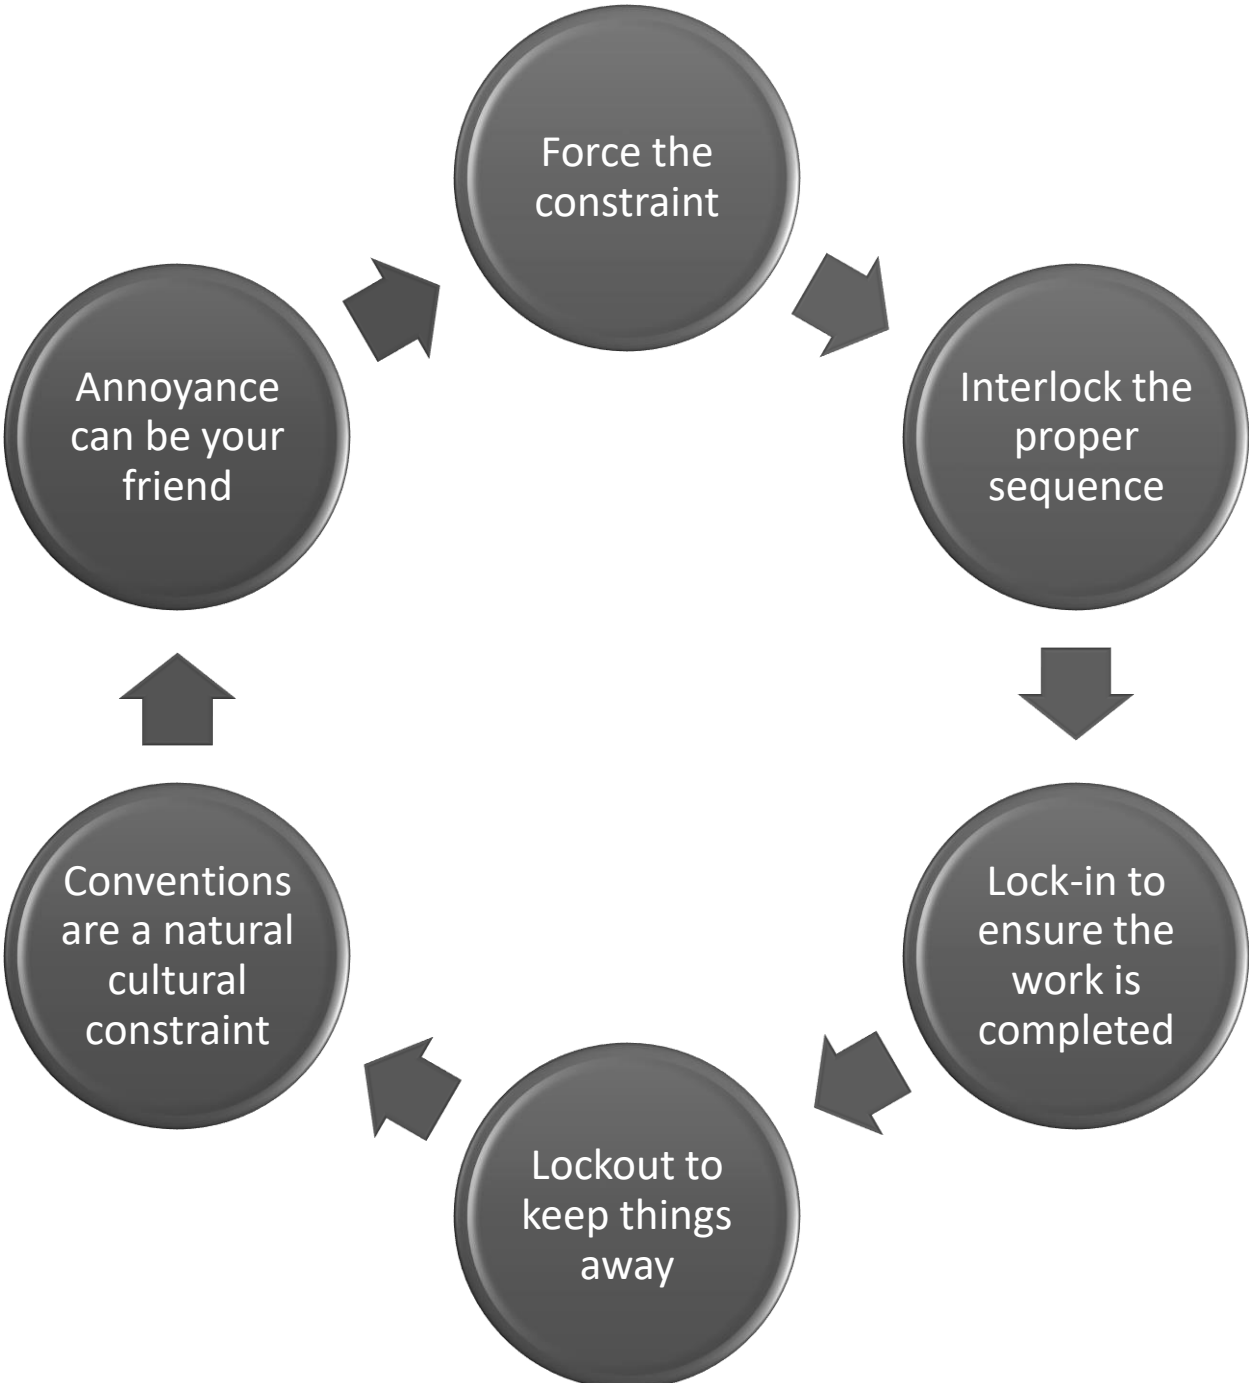 Force the
constraint
Interlock the
proper
sequence
Lock-in to
ensure the
work is
completed
Lockout to
keep things
away
Conventions
are a natural
cultural
constraint
Annoyance
can be your
friend